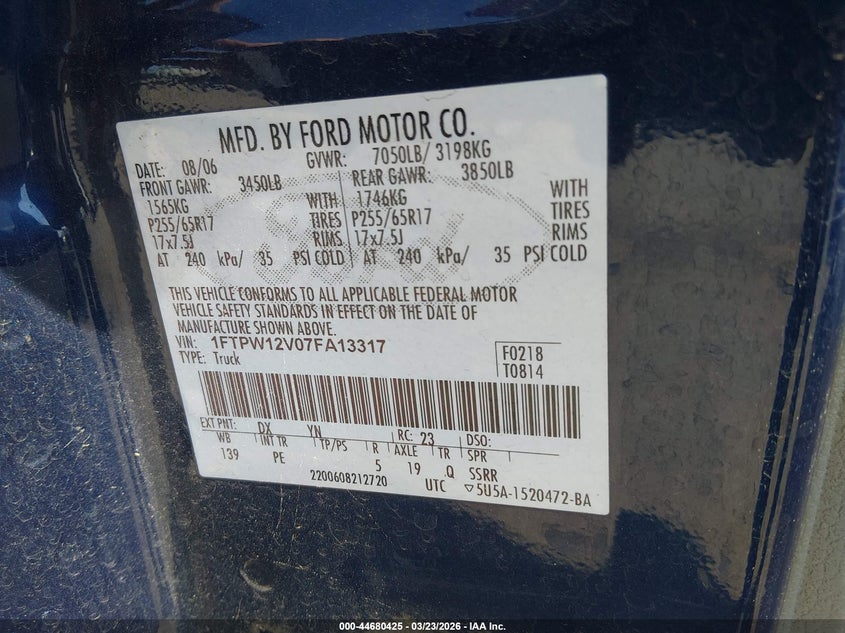 MFD. BY FORD MOTOR CO.
DATE: 08/06 GVWR: 7050LB/ 3198KG
FRONT GAWR: 3450LB REAR GAWR: 3850LB
1565KG WITH 1746KG WITH
P255/65R17 TIRES P255/65R17 TIRES
17x7.5J RIMS 17x7.5J RIMS
AT 240 kPa/ 35 PSI COLD AT 240 kPa/ 35 PSI COLD
THIS VEHICLE CONFORMS TO ALL APPLICABLE FEDERAL MOTOR
VEHICLE SAFETY STANDARDS IN EFFECT ON THE DATE OF
MANUFACTURE SHOWN ABOVE.
VIN: 1FTPW12V07FA13317 F0218
TYPE: Truck T0814
EXT PNT: DX YN RC: 23 DSO:
WB INT TR TP/PS R AXLE TR SPR
139 PE 5 19 Q SSRR
2200608212720 UTC ▽5U5A-1520472-BA
Ford
000-44680425 | 03/23/2026 - IAA Inc.